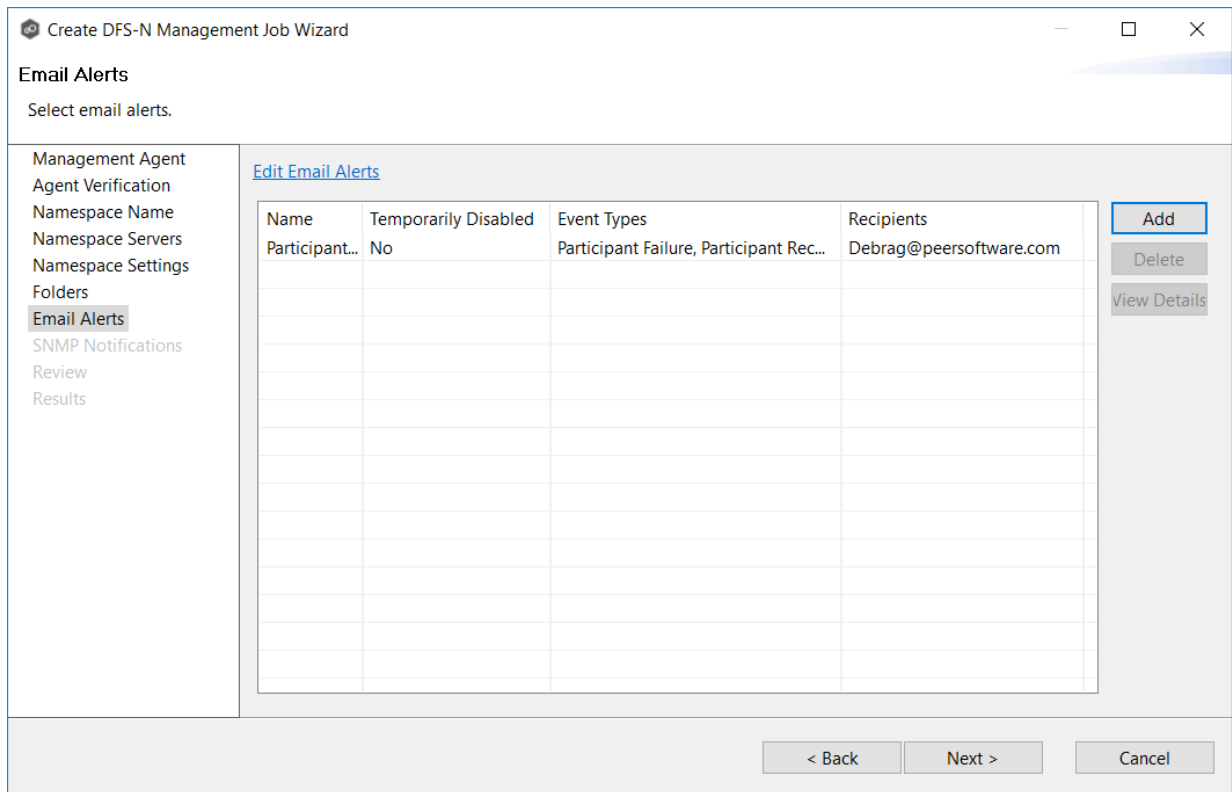 Create DFS-N Management Job Wizard
Email Alerts
Select email alerts.
Management Agent
Agent Verification
Namespace Name
Namespace Servers
Namespace Settings
Folders
Email Alerts
SNMP Notifications
Review
Results
Edit Email Alerts
Name Temporarily Disabled Event Types Recipients
Participant... No Participant Failure, Participant Rec... Debrag@peersoftware.com
Add
Delete
View Details
< Back Next > Cancel